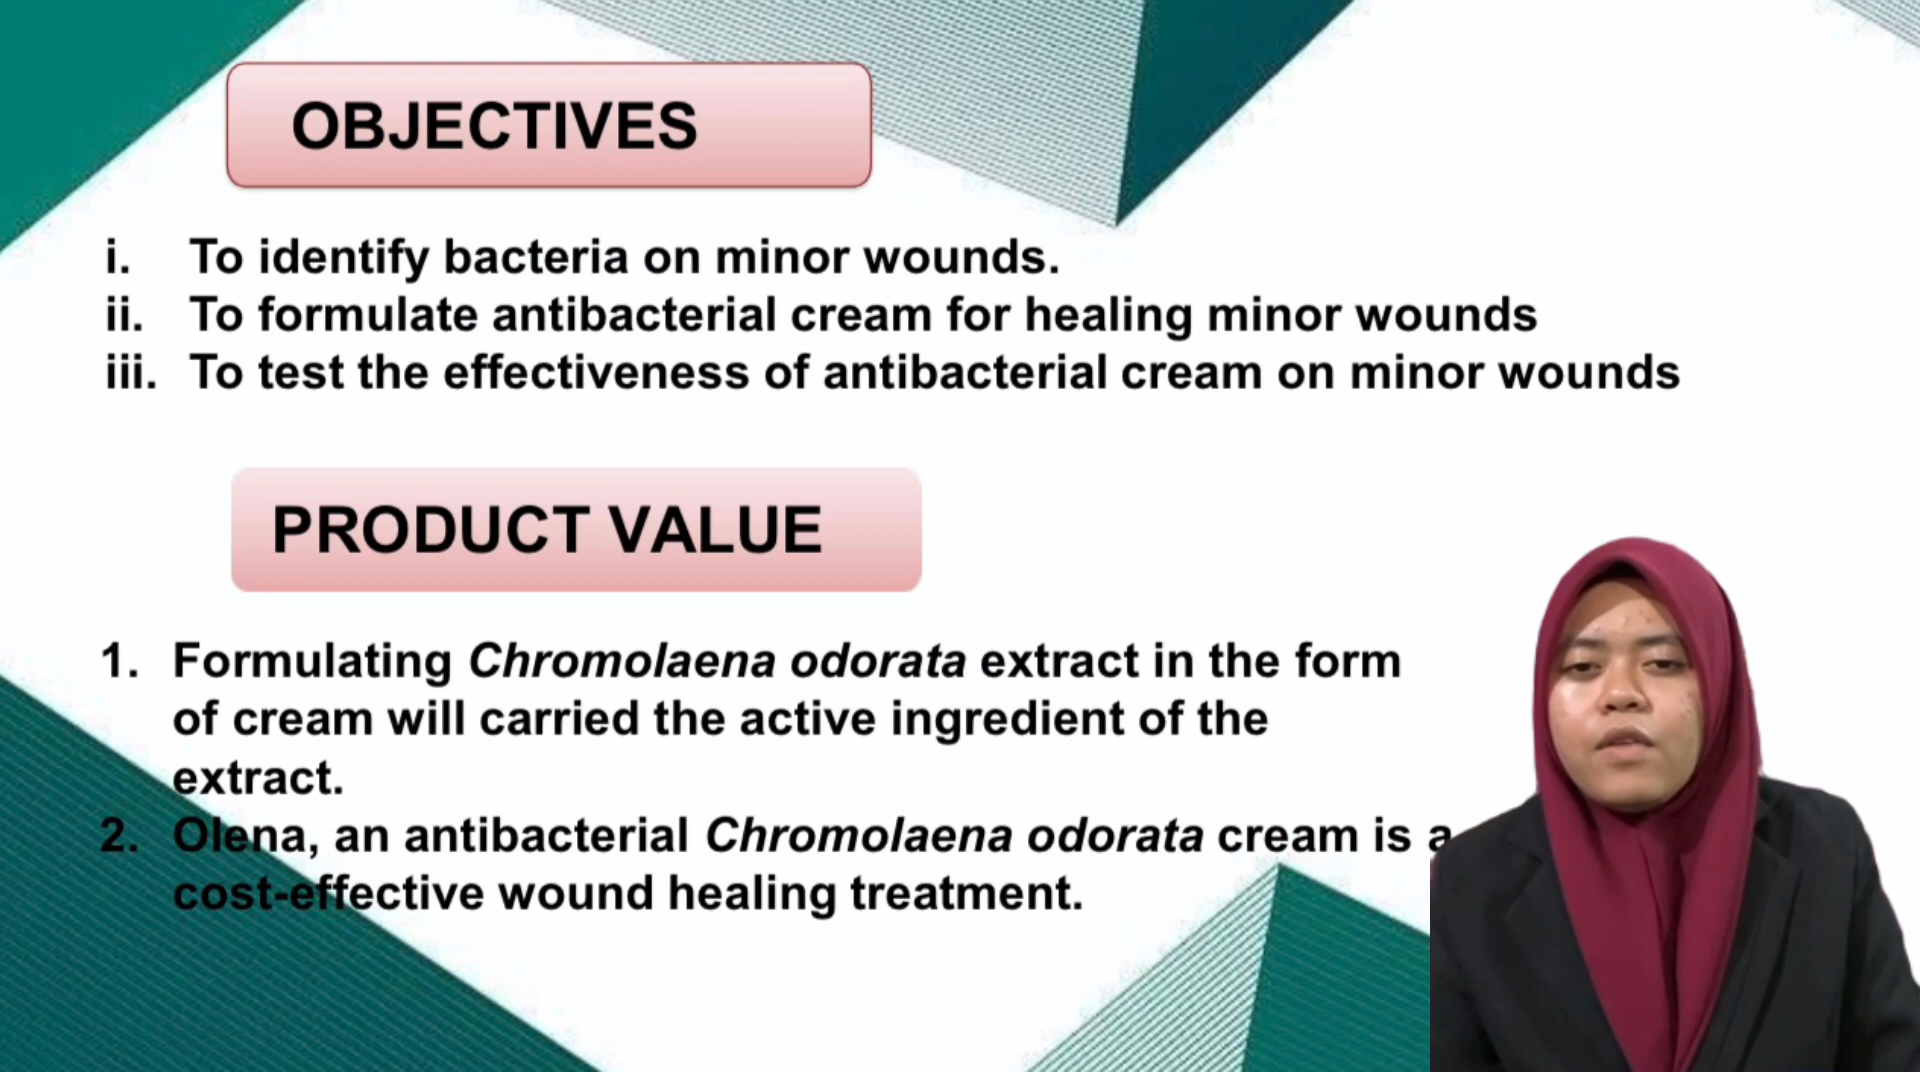 OBJECTIVES
i. To identify bacteria on minor wounds.
ii. To formulate antibacterial cream for healing minor wounds
iii. To test the effectiveness of antibacterial cream on minor wounds
PRODUCT VALUE
1. Formulating Chromolaena odorata extract in the form
of cream will carried the active ingredient of the
extract.
2. Olena, an antibacterial Chromolaena odorata cream is a
cost-effective wound healing treatment.